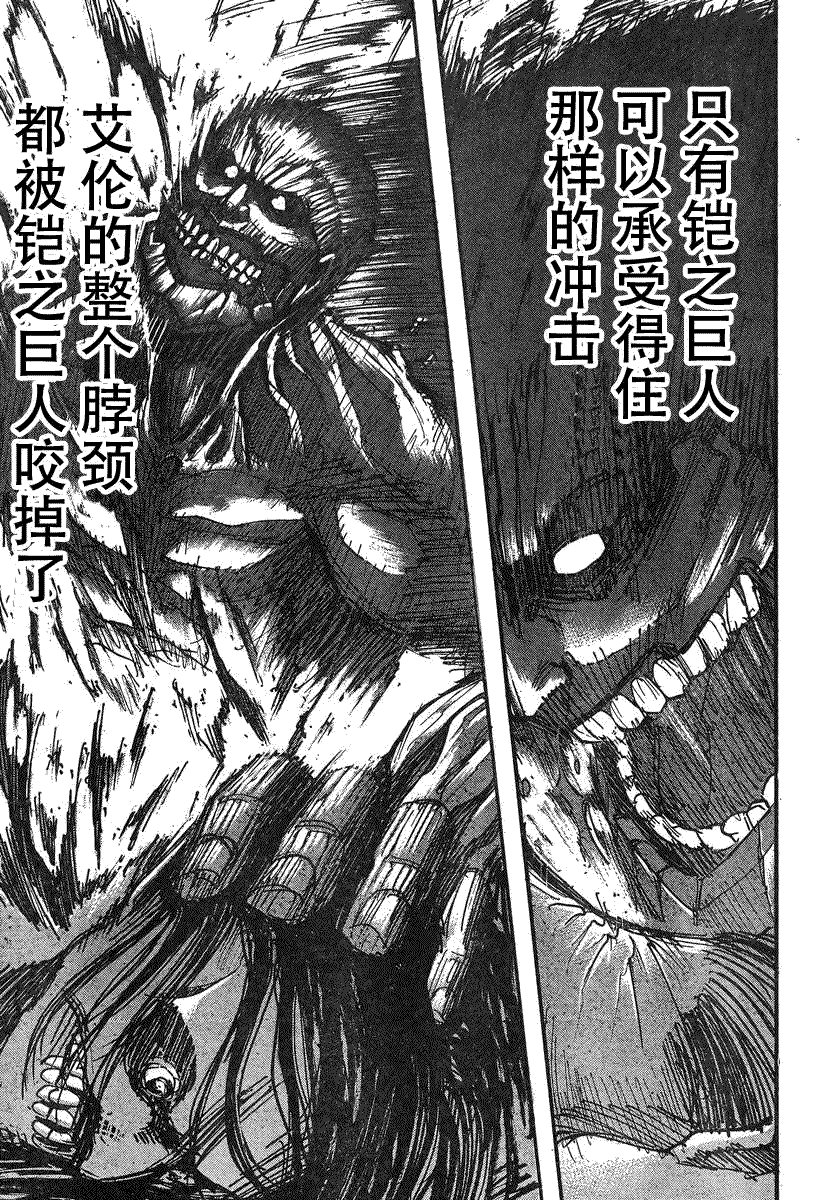 只有铠之巨人
可以承受得住
那样的冲击
艾伦的整个脖颈
都被铠之巨人咬掉了